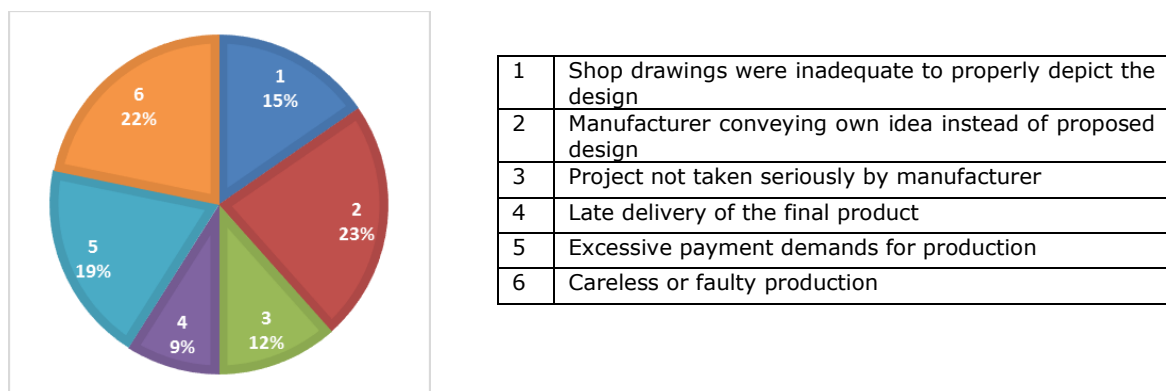 1
15%
2
23%
3
12%
4
9%
5
19%
6
22%
1 Shop drawings were inadequate to properly depict the
design
2 Manufacturer conveying own idea instead of proposed
design
3 Project not taken seriously by manufacturer
4 Late delivery of the final product
5 Excessive payment demands for production
6 Careless or faulty production